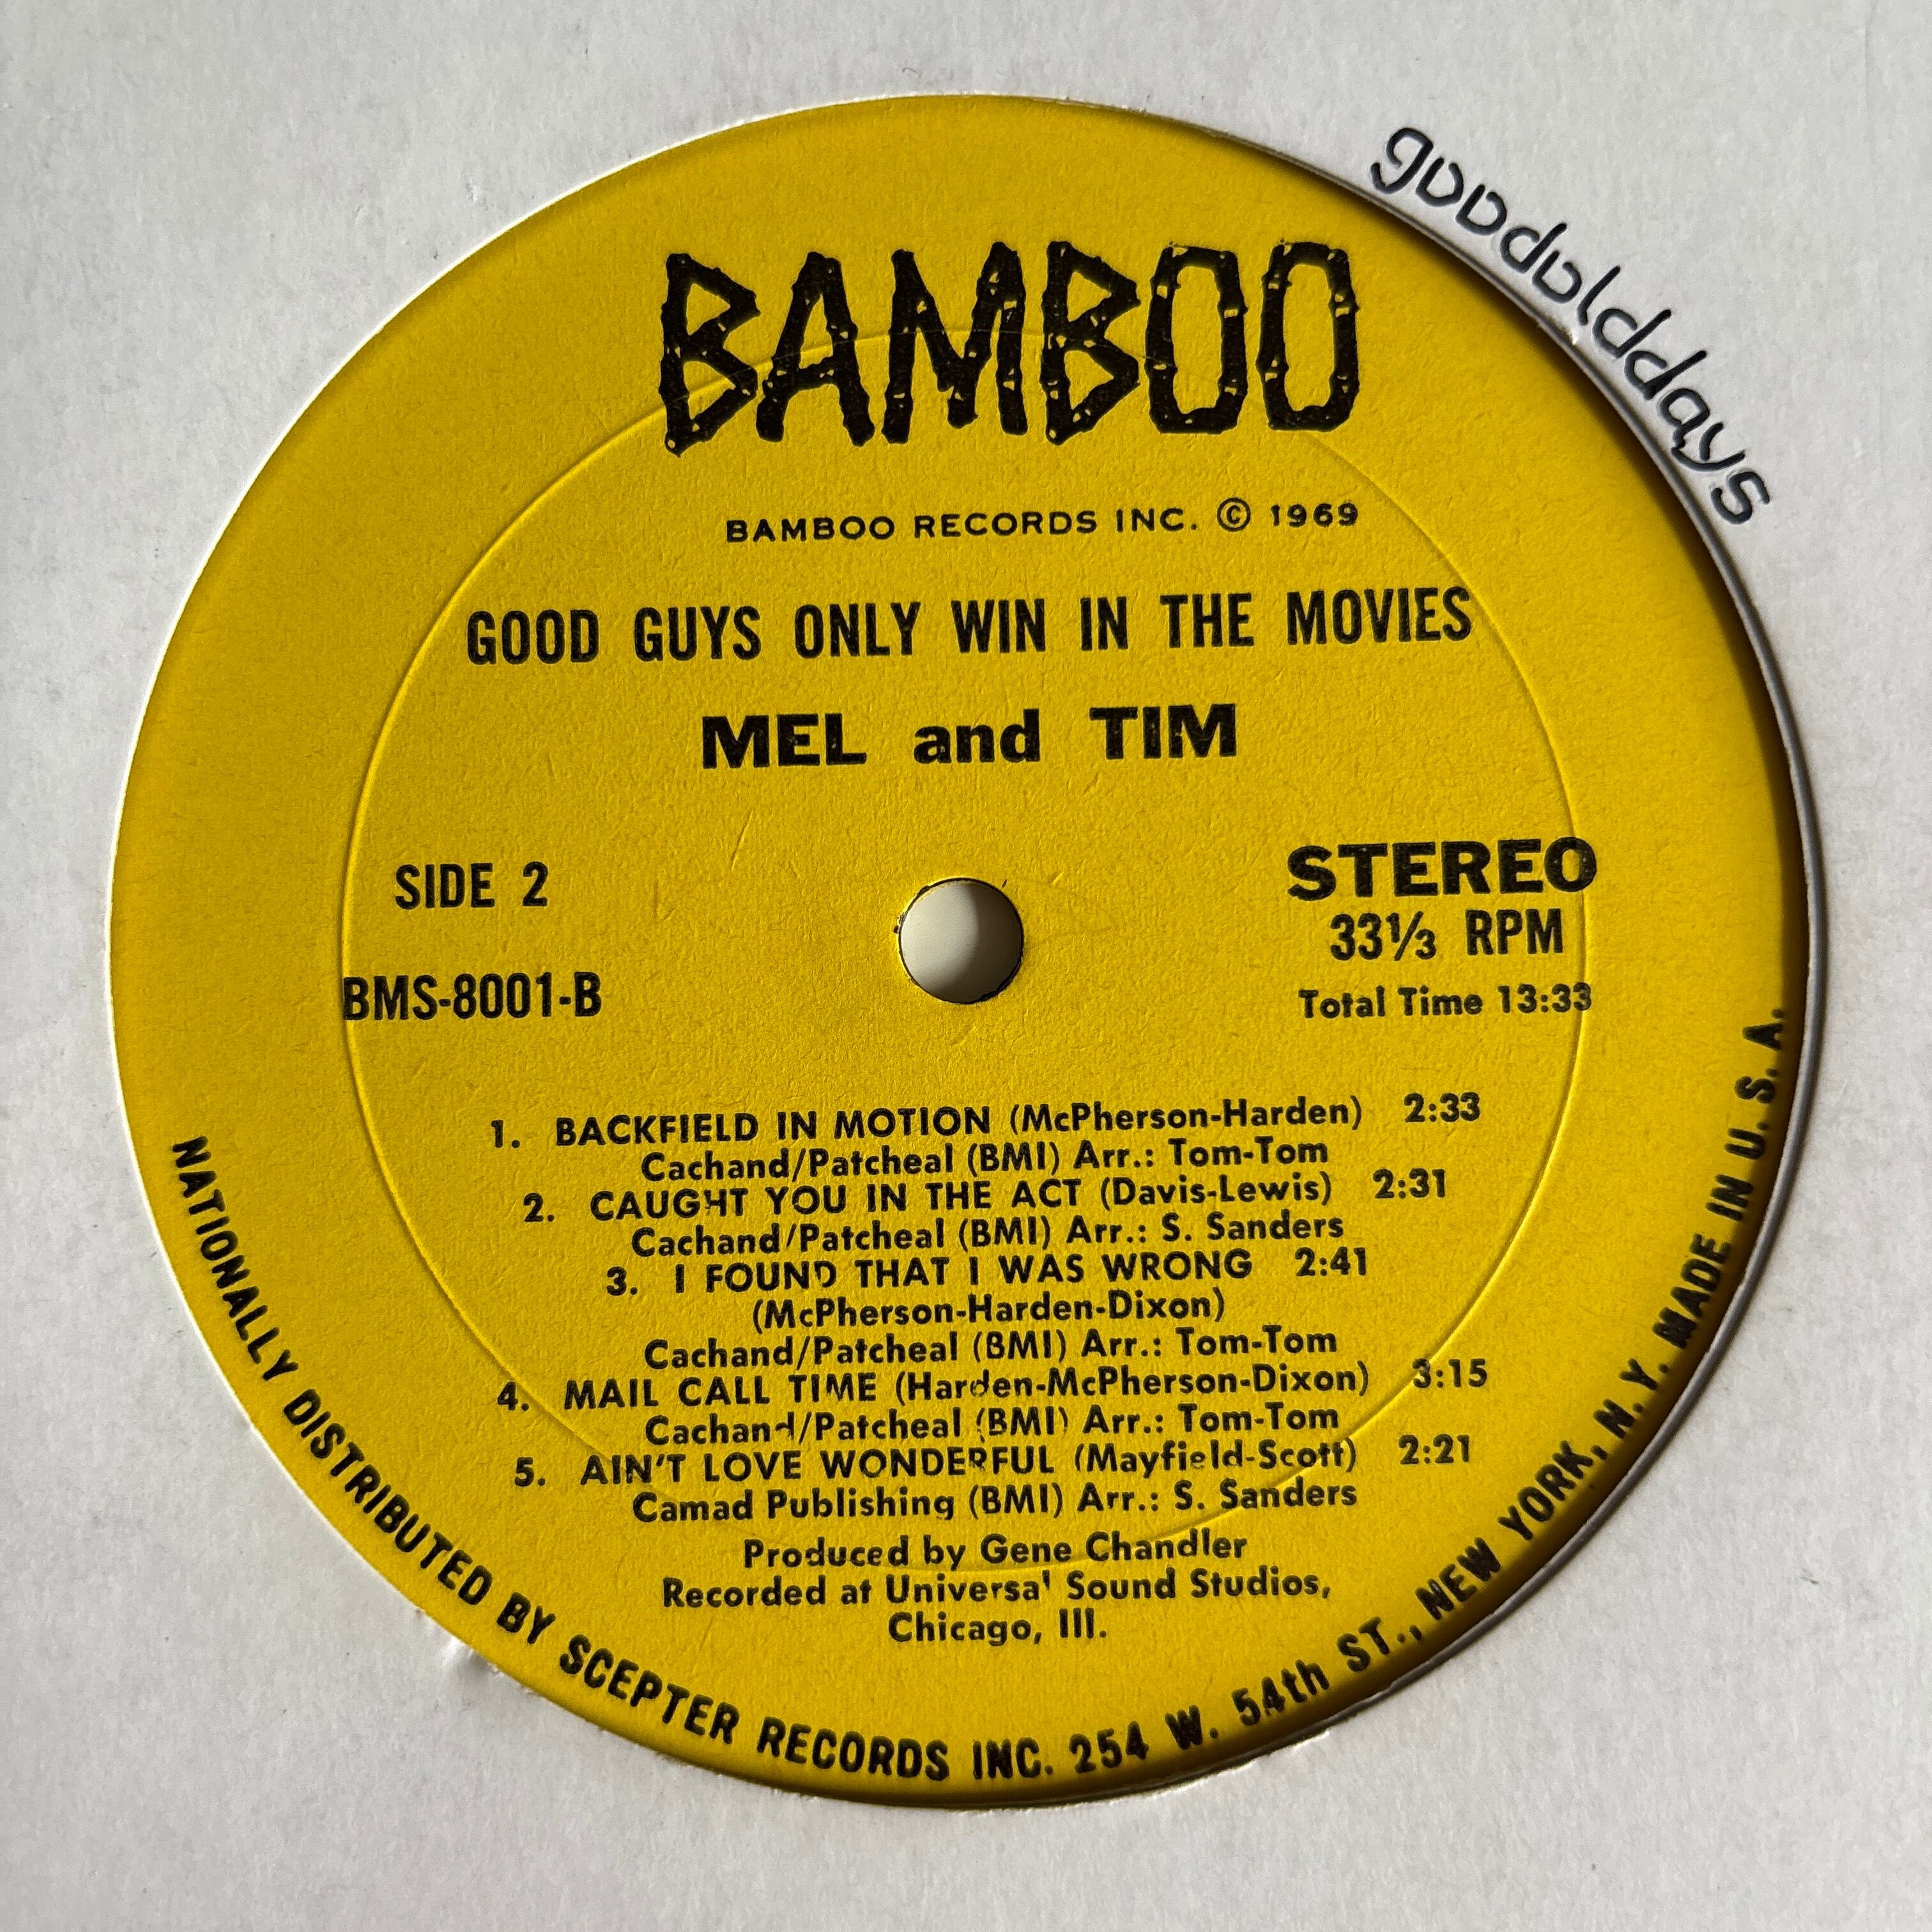 goodulddays
BAMBOO
BAMBOO RECORDS INC. © 1969
GOOD GUYS ONLY WIN IN THE MOVIES
MEL and TIM
SIDE 2
BMS-8001-B
STEREO
33⅓ RPM
Total Time 13:33
1. BACKFIELD IN MOTION (McPherson-Harden) 2:33
Cachand/Patcheal (BMI) Arr.: Tom-Tom
2. CAUGHT YOU IN THE ACT (Davis-Lewis) 2:31
Cachand/Patcheal (BMI) Arr.: S. Sanders
3. I FOUND THAT I WAS WRONG 2:41
(McPherson-Harden-Dixon)
Cachand/Patcheal (BMI) Arr.: Tom-Tom
4. MAIL CALL TIME (Harden-McPherson-Dixon) 3:15
Cachand/Patcheal (BMI) Arr.: Tom-Tom
5. AIN'T LOVE WONDERFUL (Mayfield-Scott) 2:21
Camad Publishing (BMI) Arr.: S. Sanders
Produced by Gene Chandler
Recorded at Universal Sound Studios,
Chicago, Ill.
NATIONALLY DISTRIBUTED BY SCEPTER RECORDS INC. 254 W. 54th ST., NEW YORK, N.Y. MADE IN U.S.A.